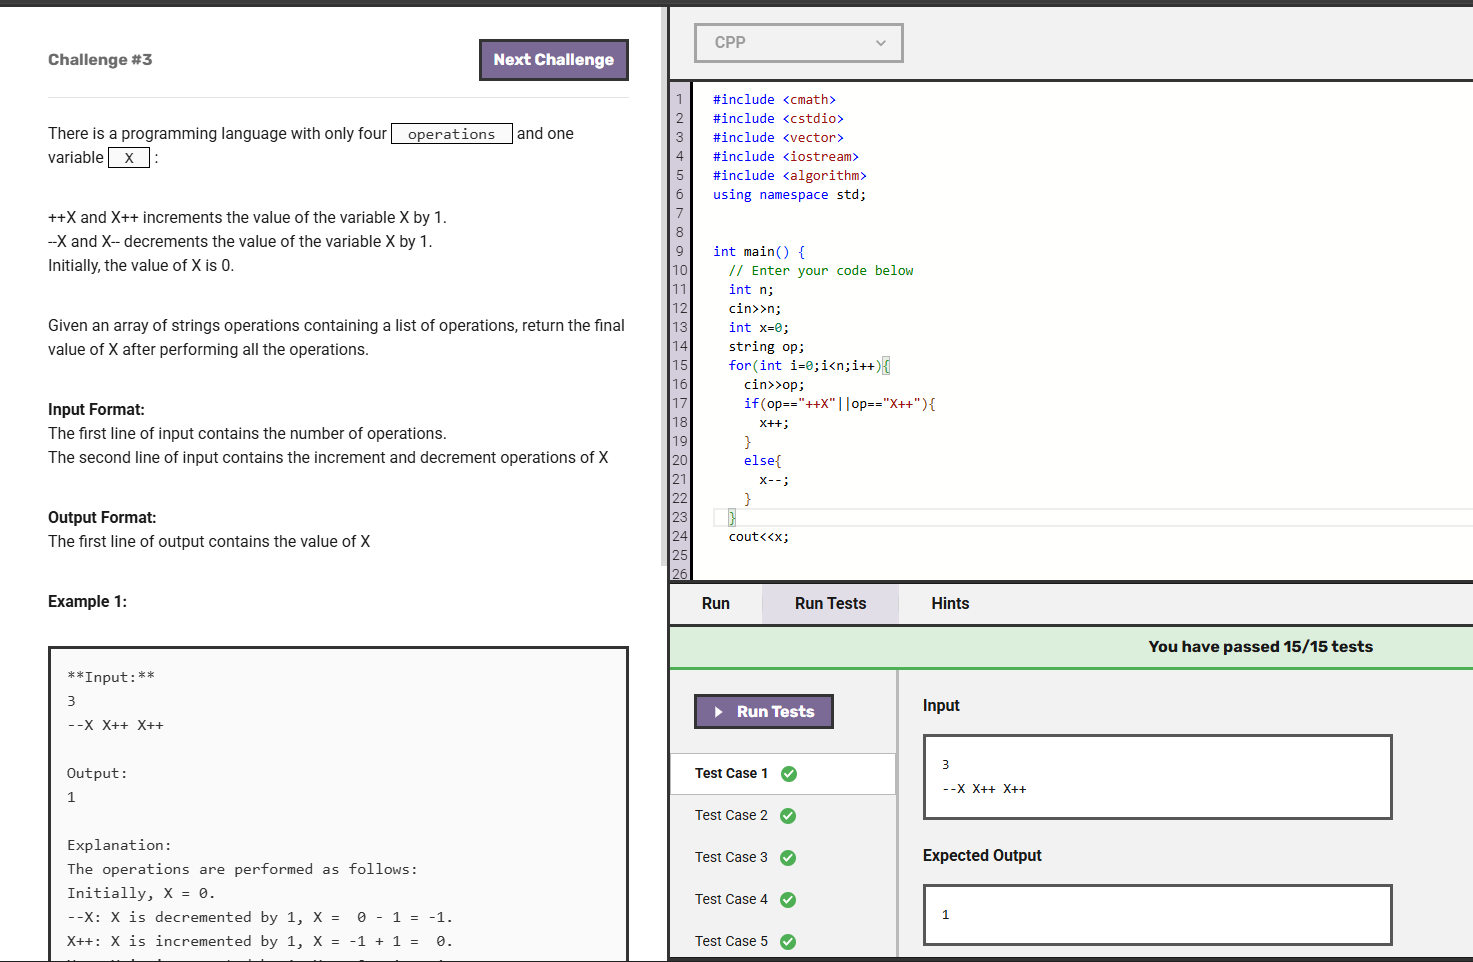 Challenge #3
Next Challenge
There is a programming language with only four operations and one
variable X :
++X and X++ increments the value of the variable X by 1.
--X and X-- decrements the value of the variable X by 1.
Initially, the value of X is 0.
Given an array of strings operations containing a list of operations, return the final
value of X after performing all the operations.
Input Format:
The first line of input contains the number of operations.
The second line of input contains the increment and decrement operations of X
Output Format:
The first line of output contains the value of X
Example 1:
**Input:**
3
--X X++ X++
Output:
1
Explanation:
The operations are performed as follows:
Initially, X = 0.
--X: X is decremented by 1, X =  0 - 1 = -1.
X++: X is incremented by 1, X = -1 + 1 =  0.
CPP
1 #include <cmath>
2 #include <cstdio>
3 #include <vector>
4 #include <iostream>
5 #include <algorithm>
6 using namespace std;
7
8
9 int main() {
10 // Enter your code below
11 int n;
12 cin>>n;
13 int x=0;
14 string op;
15 for(int i=0;i<n;i++){
16 cin>>op;
17 if(op=="++X"||op=="X++"){
18 x++;
19 }
20 else{
21 x--;
22 }
23 }
24 cout<<x;
25
26
Run Run Tests Hints
You have passed 15/15 tests
Run Tests
Test Case 1
Test Case 2
Test Case 3
Test Case 4
Test Case 5
Input
3
--X X++ X++
Expected Output
1